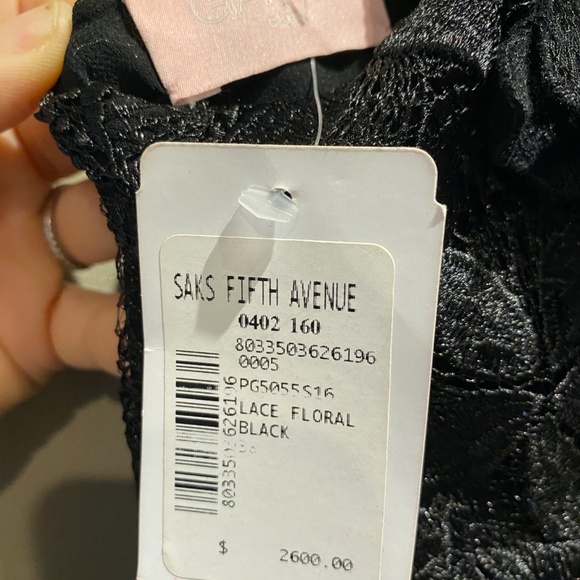 SAKS FIFTH AVENUE
0402 160
8033503626196
0005
PG5055S16
LACE FLORAL
BLACK
8033503626196
$ 2600.00